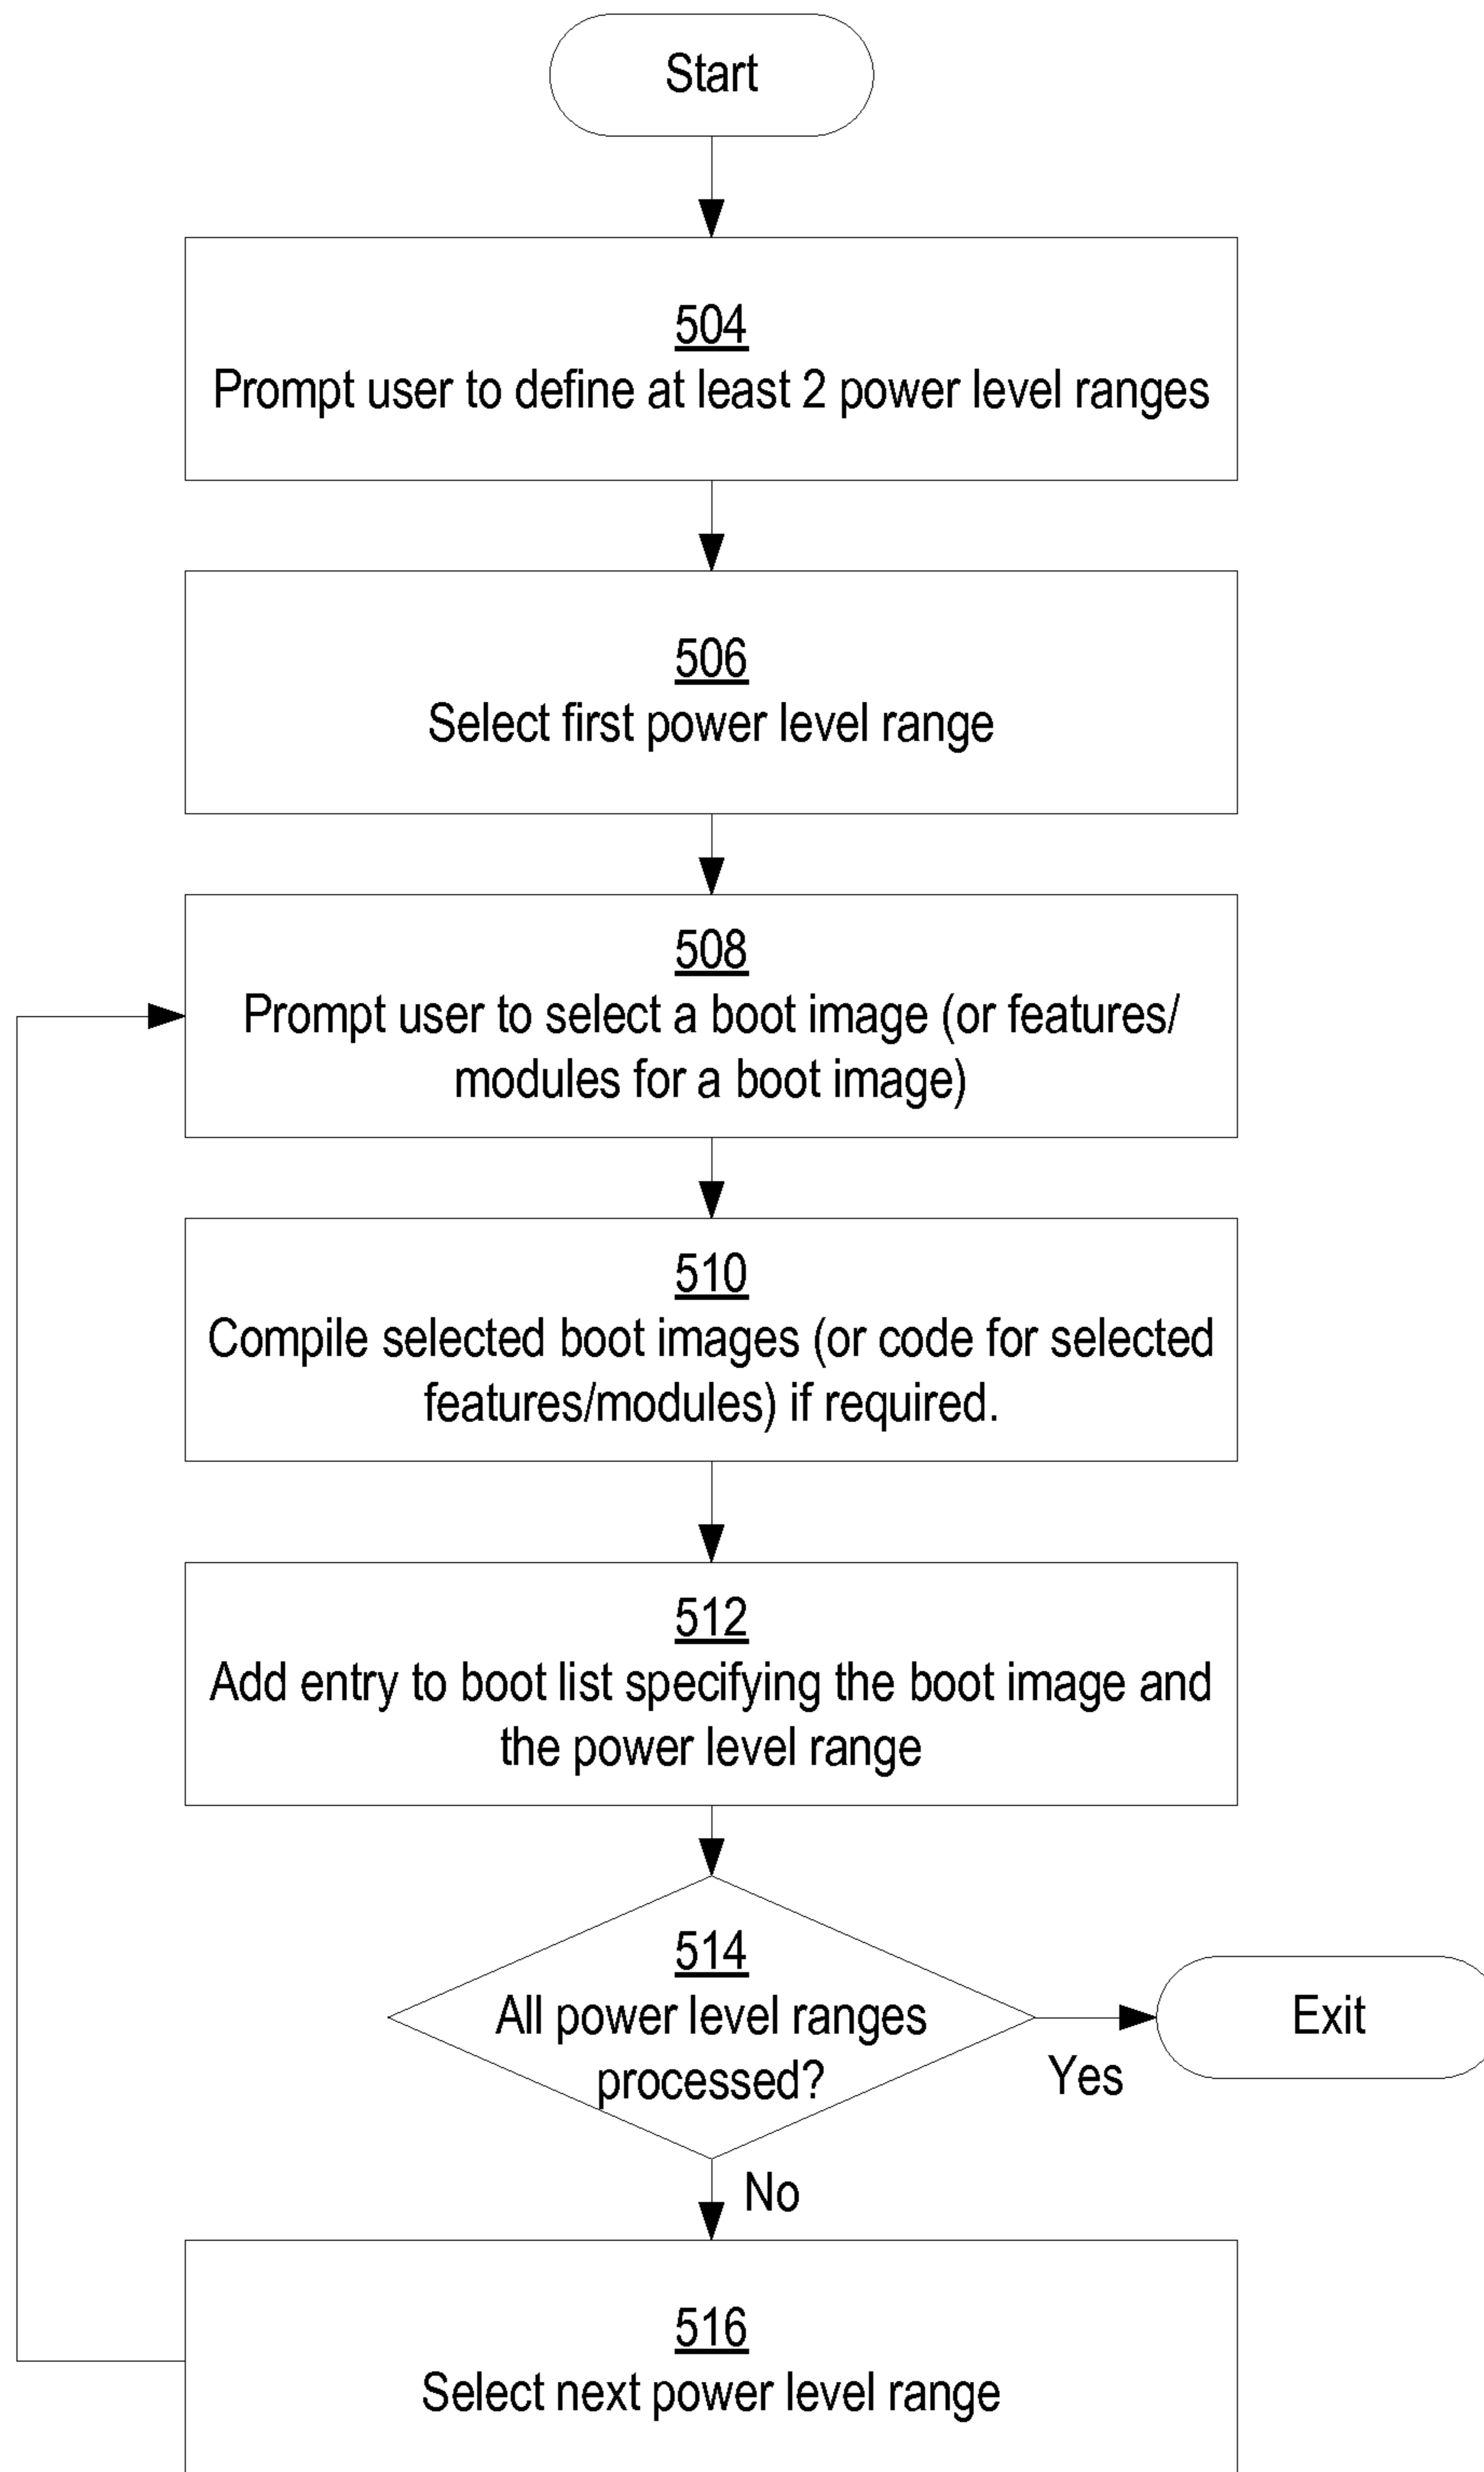 Start
504
Prompt user to define at least 2 power level ranges
506
Select first power level range
508
Prompt user to select a boot image (or features/
modules for a boot image)
510
Compile selected boot images (or code for selected
features/modules) if required.
512
Add entry to boot list specifying the boot image and
the power level range
514
All power level ranges
processed?
Exit
Yes
No
516
Select next power level range